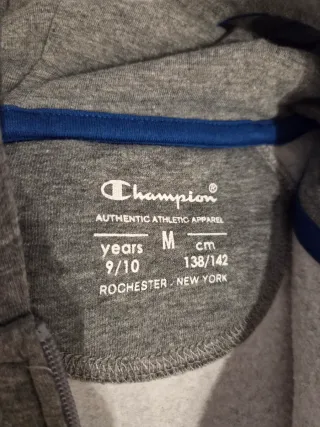 Champion®
AUTHENTIC ATHLETIC APPAREL
years M cm
9/10 138/142
ROCHESTER - NEW YORK